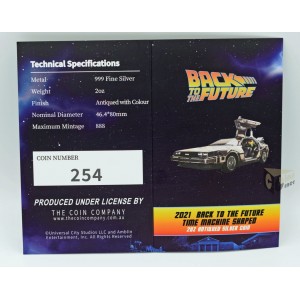 Technical Specifications
Metal 999 Fine Silver
Weight 2oz
Finish Antiqued with Colour
Nominal Diameter 46.4*80mm
Maximum Mintage 888
COIN NUMBER
254
PRODUCED UNDER LICENSE BY
THE COIN COMPANY
www.thecoincompany.com.au
©Universal City Studios LLC and Amblin
Entertainment, Inc. All Rights Reserved.
BACK
TO THE
FUTURE
2021 BACK TO THE FUTURE
TIME MACHINE SHAPED
2OZ ANTIQUED SILVER COIN